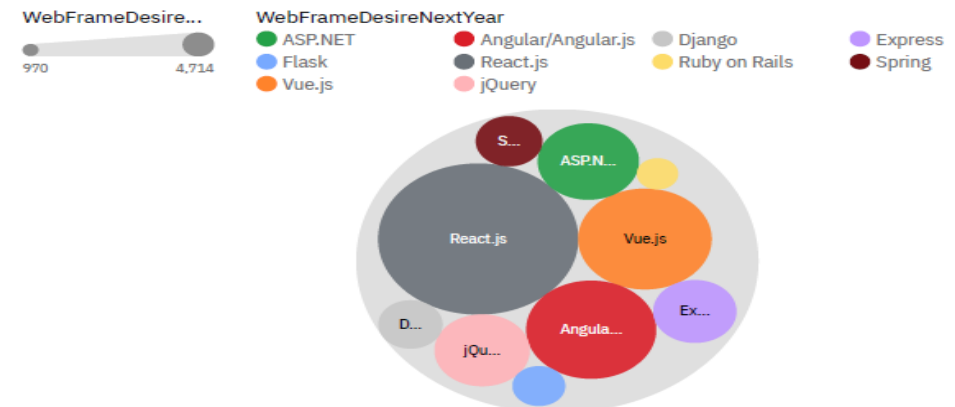 WebFrameDesire...
970
4,714
WebFrameDesireNextYear
ASP.NET
Angular/Angular.js
Django
Express
Flask
React.js
Ruby on Rails
Spring
Vue.js
jQuery
S...
ASP.N...
React.js
Vue.js
Ex...
D...
Angula...
jQu...